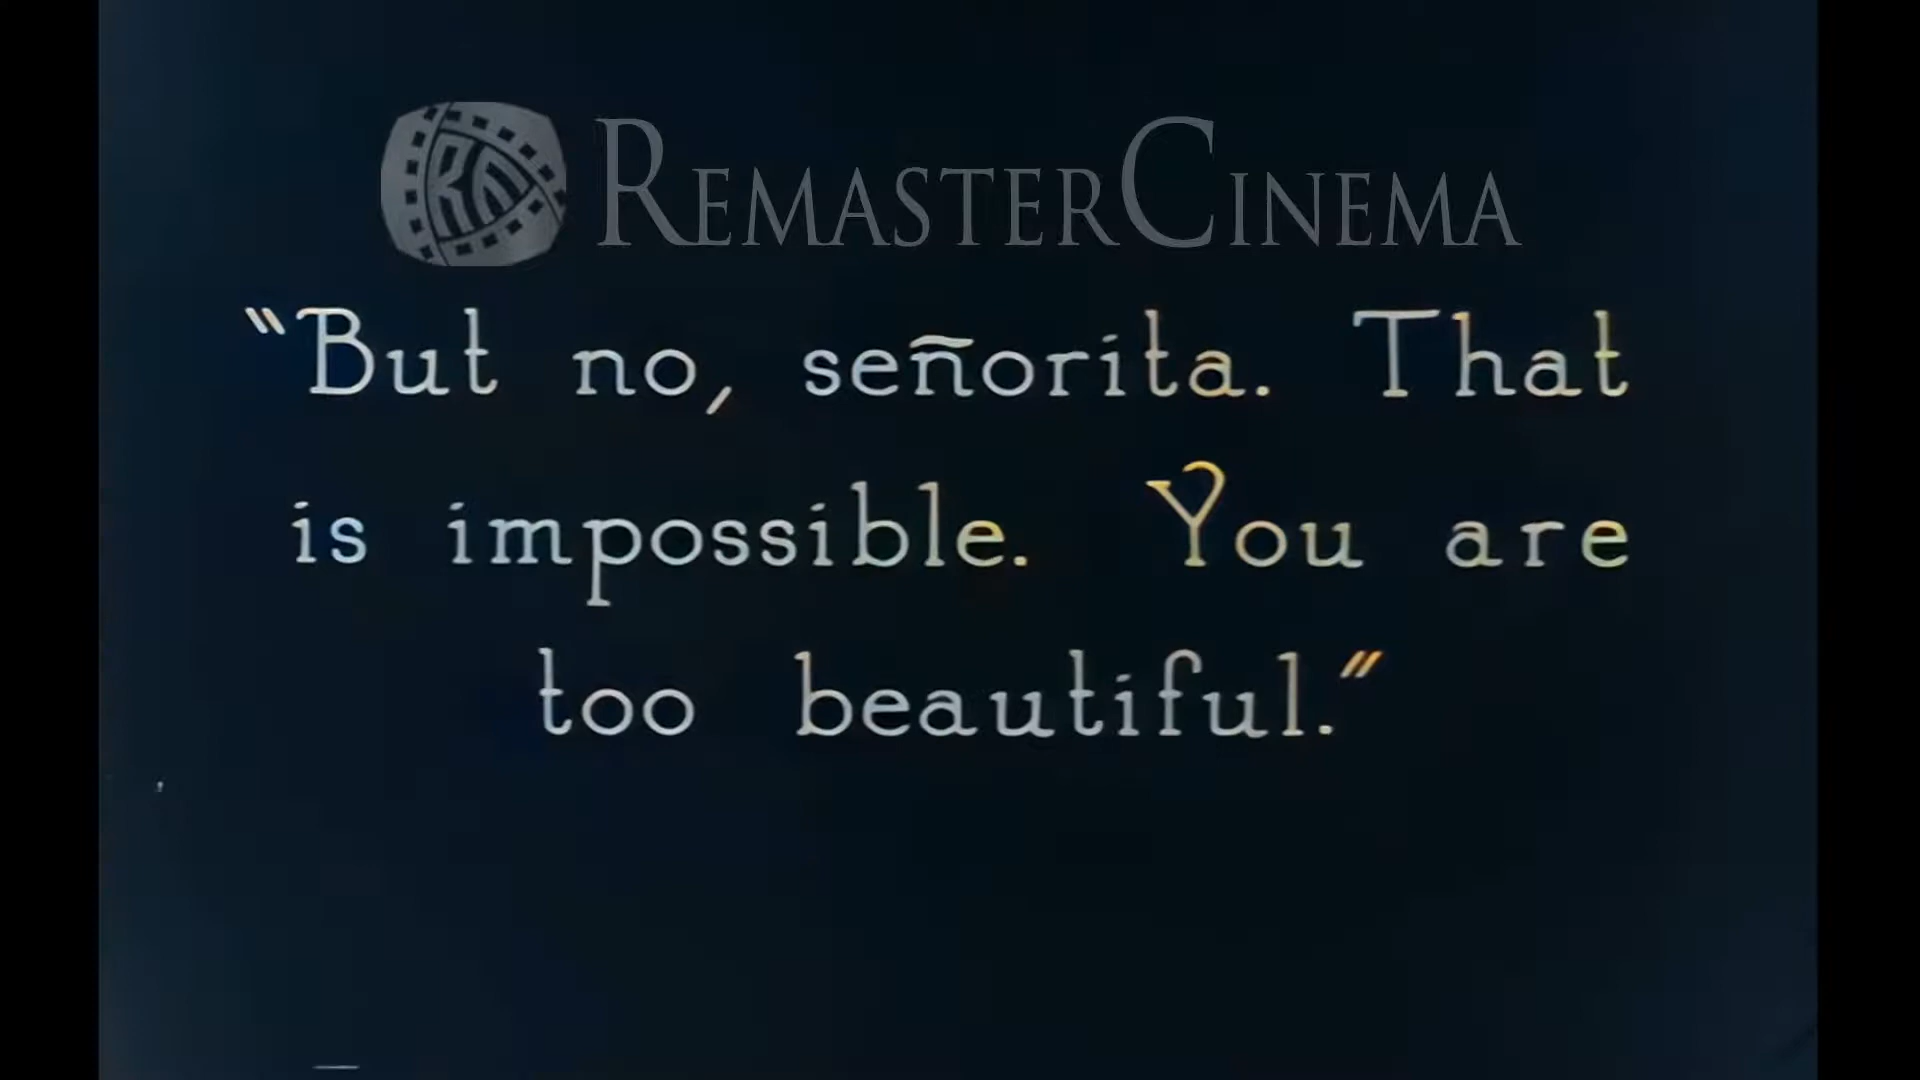 REMASTERCINEMA
"But no, señorita. That
is impossible. You are
too beautiful."